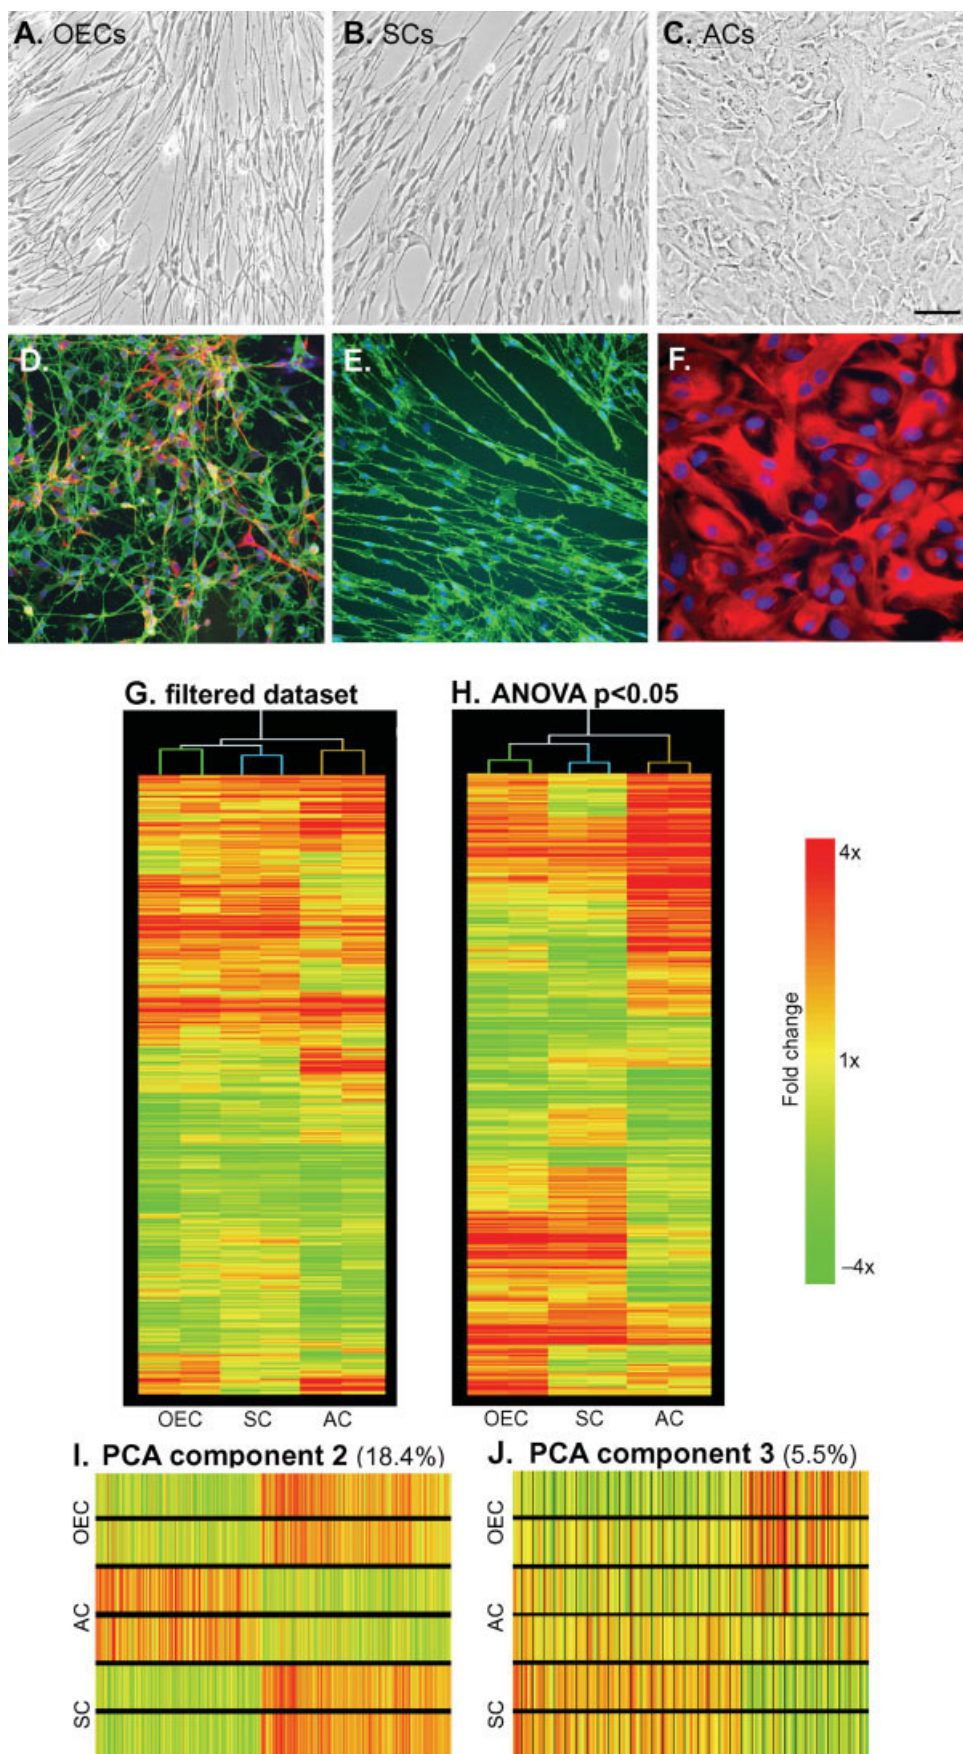 A. OECs
B. SCs
C. ACs
D.
E.
F.
G. filtered dataset
H. ANOVA p<0.05
4x
1x
–4x
Fold change
OEC SC AC
OEC SC AC
I. PCA component 2 (18.4%)
J. PCA component 3 (5.5%)
OEC
AC
SC
OEC
AC
SC